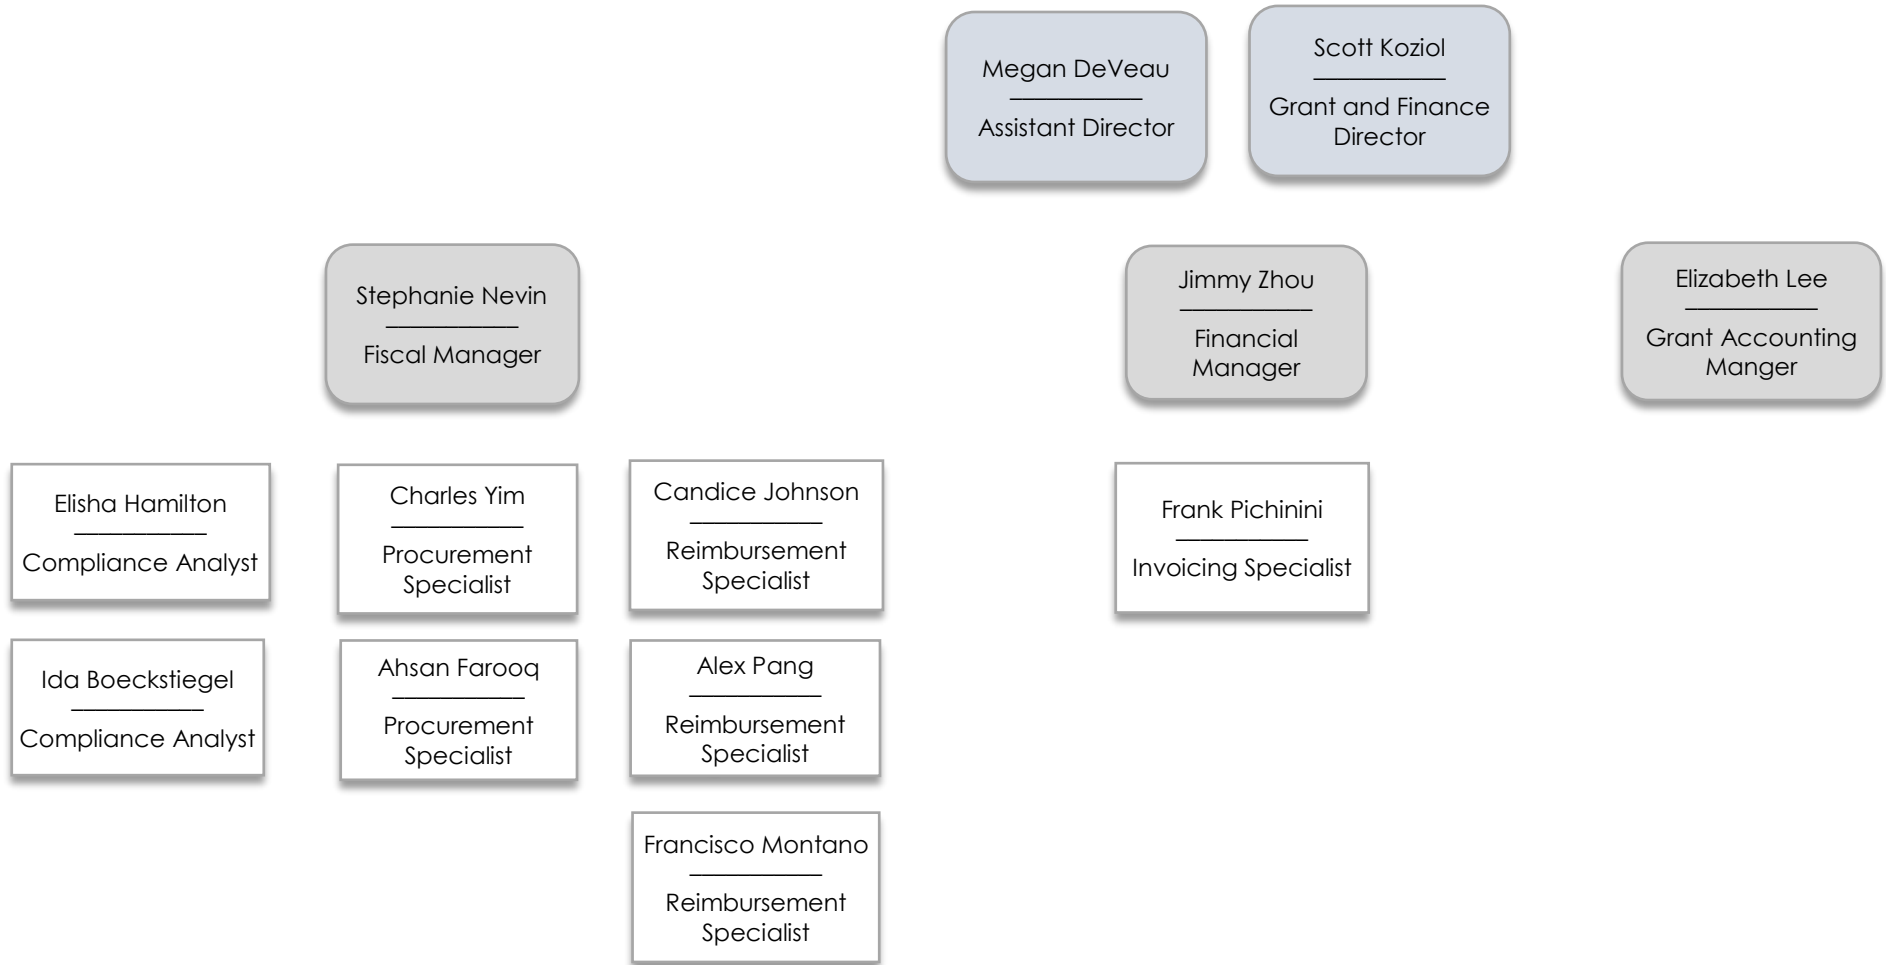 Megan DeVeau
Assistant Director
Scott Koziol
Grant and Finance
Director
Stephanie Nevin
Fiscal Manager
Jimmy Zhou
Financial
Manager
Elizabeth Lee
Grant Accounting
Manger
Elisha Hamilton
Compliance Analyst
Charles Yim
Procurement
Specialist
Candice Johnson
Reimbursement
Specialist
Frank Pichinini
Invoicing Specialist
Ida Boeckstiegel
Compliance Analyst
Ahsan Farooq
Procurement
Specialist
Alex Pang
Reimbursement
Specialist
Francisco Montano
Reimbursement
Specialist